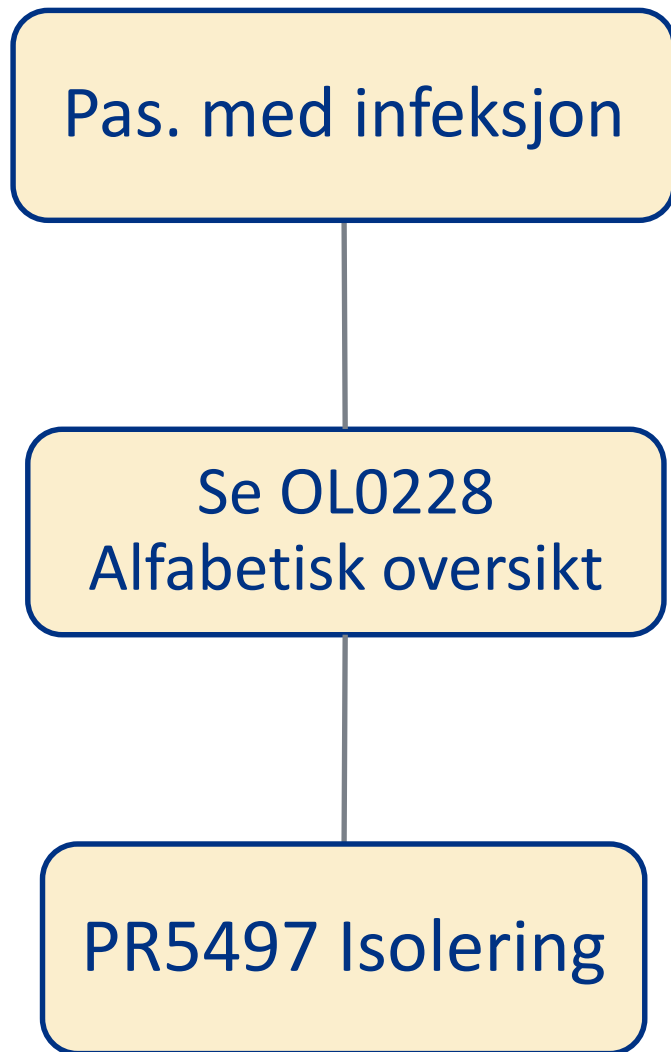 Pas. med infeksjon
Se OL0228
Alfabetisk oversikt
PR5497 Isolering